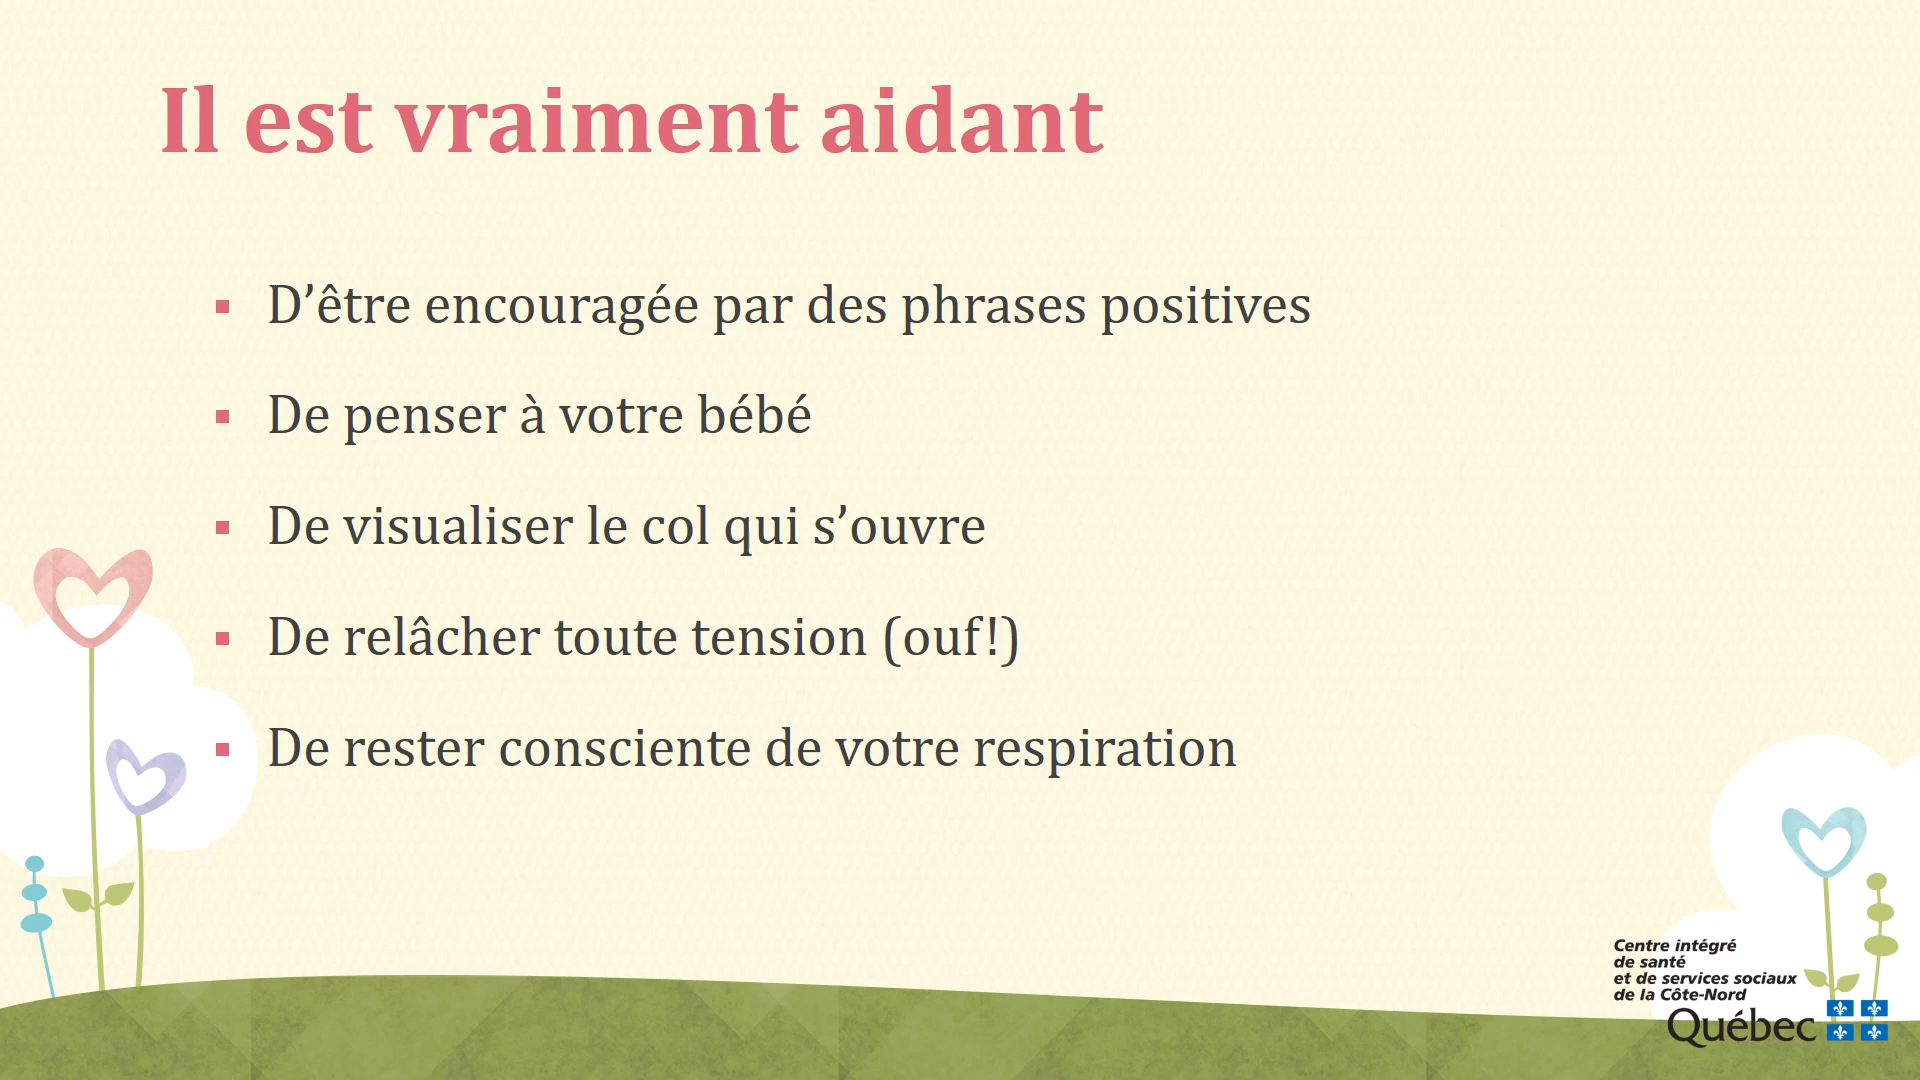 Il est vraiment aidant
▪ D’être encouragée par des phrases positives
▪ De penser à votre bébé
▪ De visualiser le col qui s’ouvre
▪ De relâcher toute tension (ouf!)
▪ De rester consciente de votre respiration
Centre intégré
de santé
et de services sociaux
de la Côte-Nord
Québec